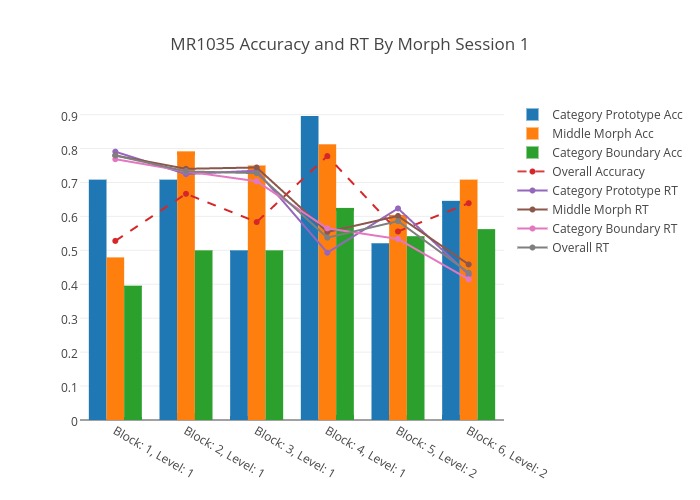 MR1035 Accuracy and RT By Morph Session 1
0.9
0.8
0.7
0.6
0.5
0.4
0.3
0.2
0.1
0
Block: 1, Level: 1
Block: 2, Level: 1
Block: 3, Level: 1
Block: 4, Level: 1
Block: 5, Level: 2
Block: 6, Level: 2
Category Prototype Acc
Middle Morph Acc
Category Boundary Acc
Overall Accuracy
Category Prototype RT
Middle Morph RT
Category Boundary RT
Overall RT